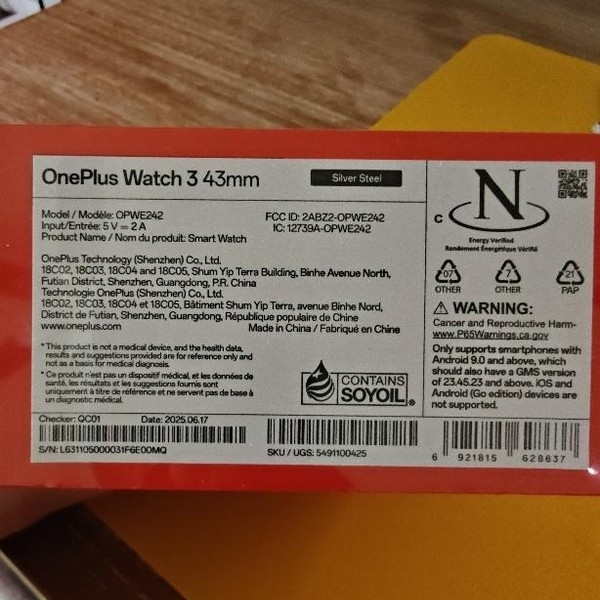 OnePlus Watch 3 43mm
Silver Steel
Model / Modèle: OPWE242
Input/Entrée: 5 V ⎓ 2 A
Product Name / Nom du produit: Smart Watch
FCC ID: 2ABZ2-OPWE242
IC: 12739A-OPWE242
OnePlus Technology (Shenzhen) Co., Ltd.
18C02, 18C03, 18C04 and 18C05, Shum Yip Terra Building, Binhe Avenue North,
Futian District, Shenzhen, Guangdong, P.R. China
Technologie OnePlus (Shenzhen) Co., Ltd.
18C02, 18C03, 18C04 et 18C05, Bâtiment Shum Yip Terra, avenue Binhe Nord,
District de Futian, Shenzhen, Guangdong, République populaire de Chine
www.oneplus.com
Made in China / Fabriqué en Chine
* This product is not a medical device, and the health data,
results and suggestions provided are for reference only and
not as a basis for medical diagnosis.
* Ce produit n'est pas un dispositif médical, et les données de
santé, les résultats et les suggestions fournis sont
uniquement à titre de référence et ne servent pas de base à
un diagnostic médical.
CONTAINS
SOYOIL®
Checker: QC01
Date: 2025.06.17
S/N: L631105000031F6E00MQ
SKU / UGS: 5491100425
C
N
Energy Verified
Rendement Énergétique Vérifié
07
OTHER
7
OTHER
21
PAP
⚠ WARNING:
Cancer and Reproductive Harm-
www.P65Warnings.ca.gov
Only supports smartphones with
Android 9.0 and above, which
should also have a GMS version
of 23.45.23 and above. iOS and
Android (Go edition) devices are
not supported.
6 921815 628637